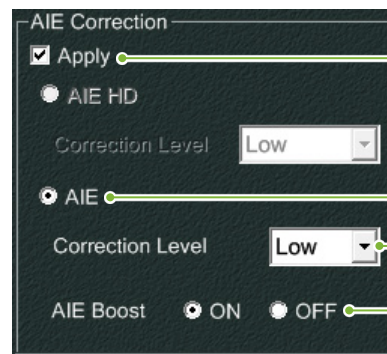 AIE Correction
Apply
AIE HD
Correction Level Low
AIE
Correction Level Low
AIE Boost ON OFF